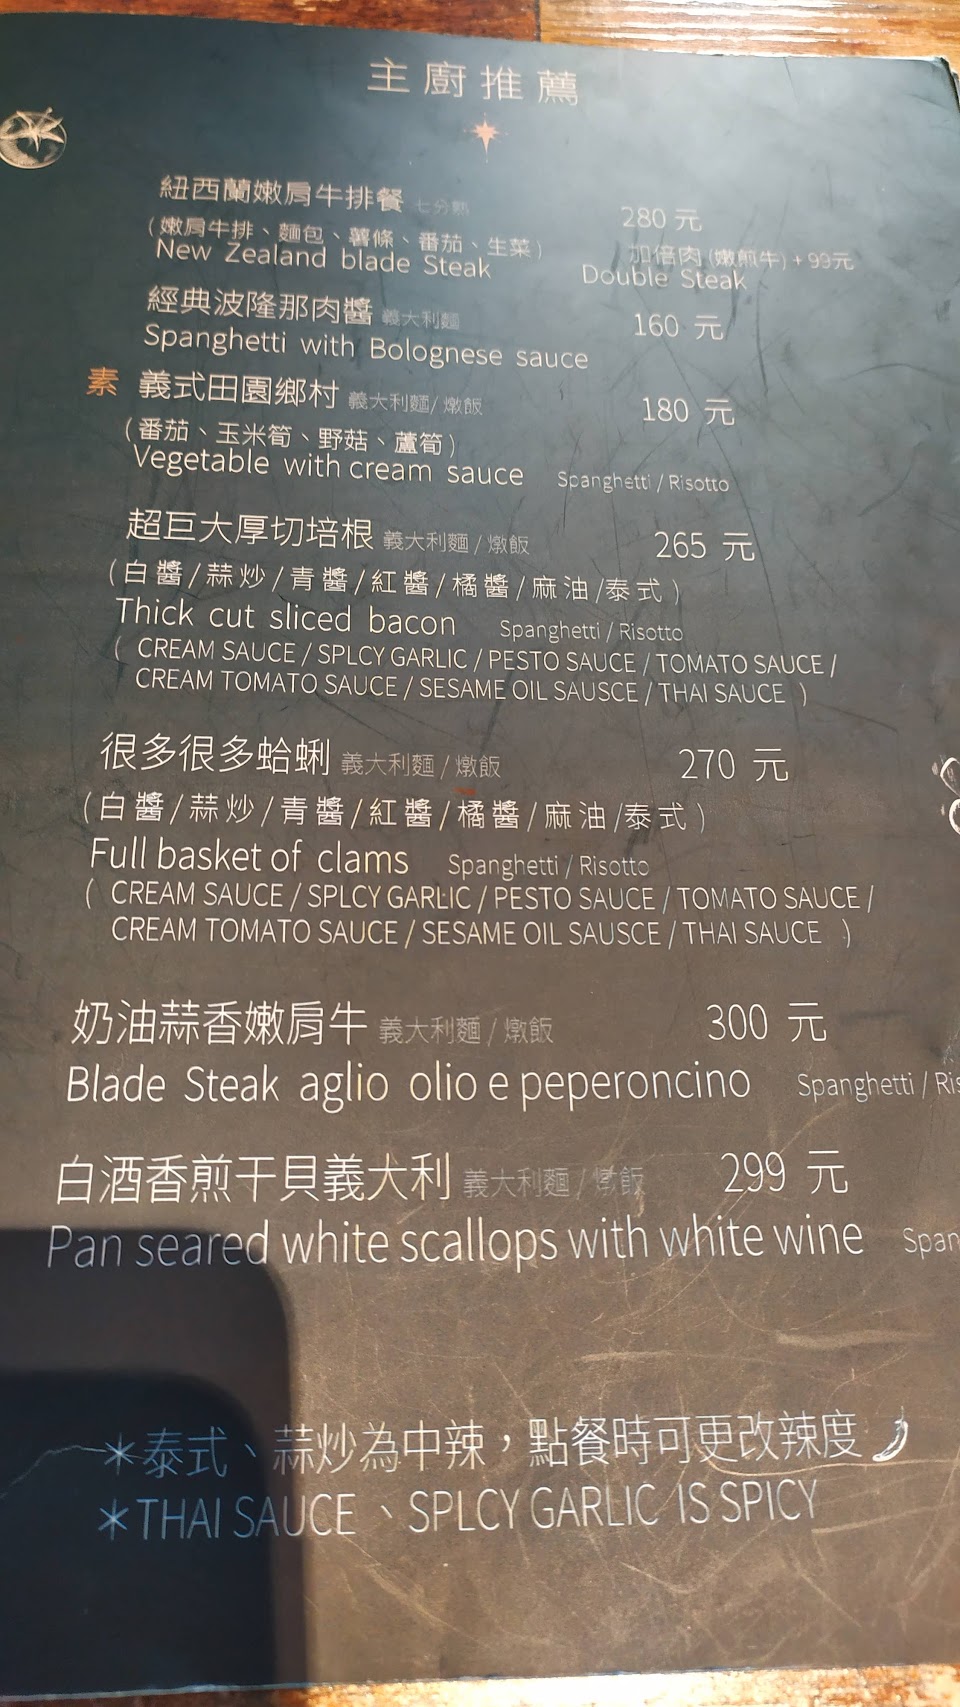 主廚推薦
紐西蘭嫩肩牛排餐 七分熟 280 元
(嫩肩牛排、麵包、薯條、番茄、生菜) 加倍肉(嫩煎牛)+99元
New Zealand blade Steak Double Steak
經典波隆那肉醬 義大利麵 160 元
Spanghetti with Bolognese sauce
素 義式田園鄉村 義大利麵/燉飯 180 元
(番茄、玉米筍、野菇、蘆筍)
Vegetable with cream sauce Spanghetti / Risotto
超巨大厚切培根 義大利麵/燉飯 265 元
(白醬/蒜炒/青醬/紅醬/橘醬/麻油/泰式)
Thick cut sliced bacon Spanghetti / Risotto
( CREAM SAUCE / SPLCY GARLIC / PESTO SAUCE / TOMATO SAUCE /
CREAM TOMATO SAUCE / SESAME OIL SAUSCE / THAI SAUCE )
很多很多蛤蜊 義大利麵/燉飯 270 元
(白醬/蒜炒/青醬/紅醬/橘醬/麻油/泰式)
Full basket of clams Spanghetti / Risotto
( CREAM SAUCE / SPLCY GARLIC / PESTO SAUCE / TOMATO SAUCE /
CREAM TOMATO SAUCE / SESAME OIL SAUSCE / THAI SAUCE )
奶油蒜香嫩肩牛 義大利麵/燉飯 300 元
Blade Steak aglio olio e peperoncino Spanghetti / Ris
白酒香煎干貝義大利 義大利麵/燉飯 299 元
Pan seared white scallops with white wine Span
*泰式、蒜炒為中辣，點餐時可更改辣度
*THAI SAUCE、SPLCY GARLIC IS SPICY